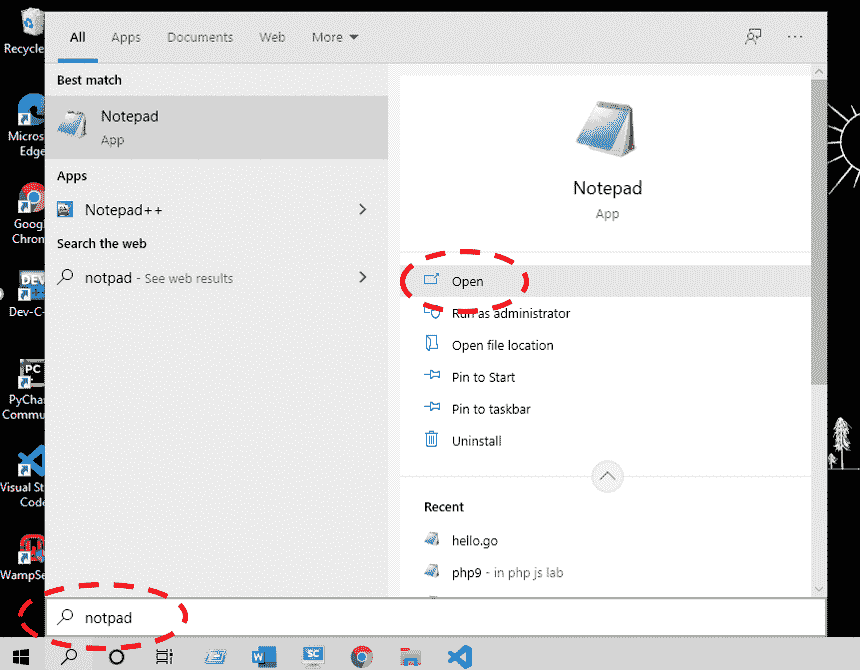 All Apps Documents Web More
Best match
Notepad
App
Apps
Notepad++
Search the web
notpad - See web results
Notepad
App
Open
Run as administrator
Open file location
Pin to Start
Pin to taskbar
Uninstall
Recent
hello.go
php9 - in php js lab
notpad
Recycle
Micros
Edge
Googl
Chron
DEV
Dev-C
PC
PyCha
Commu
Visual St
Code
WampSe
W
SC